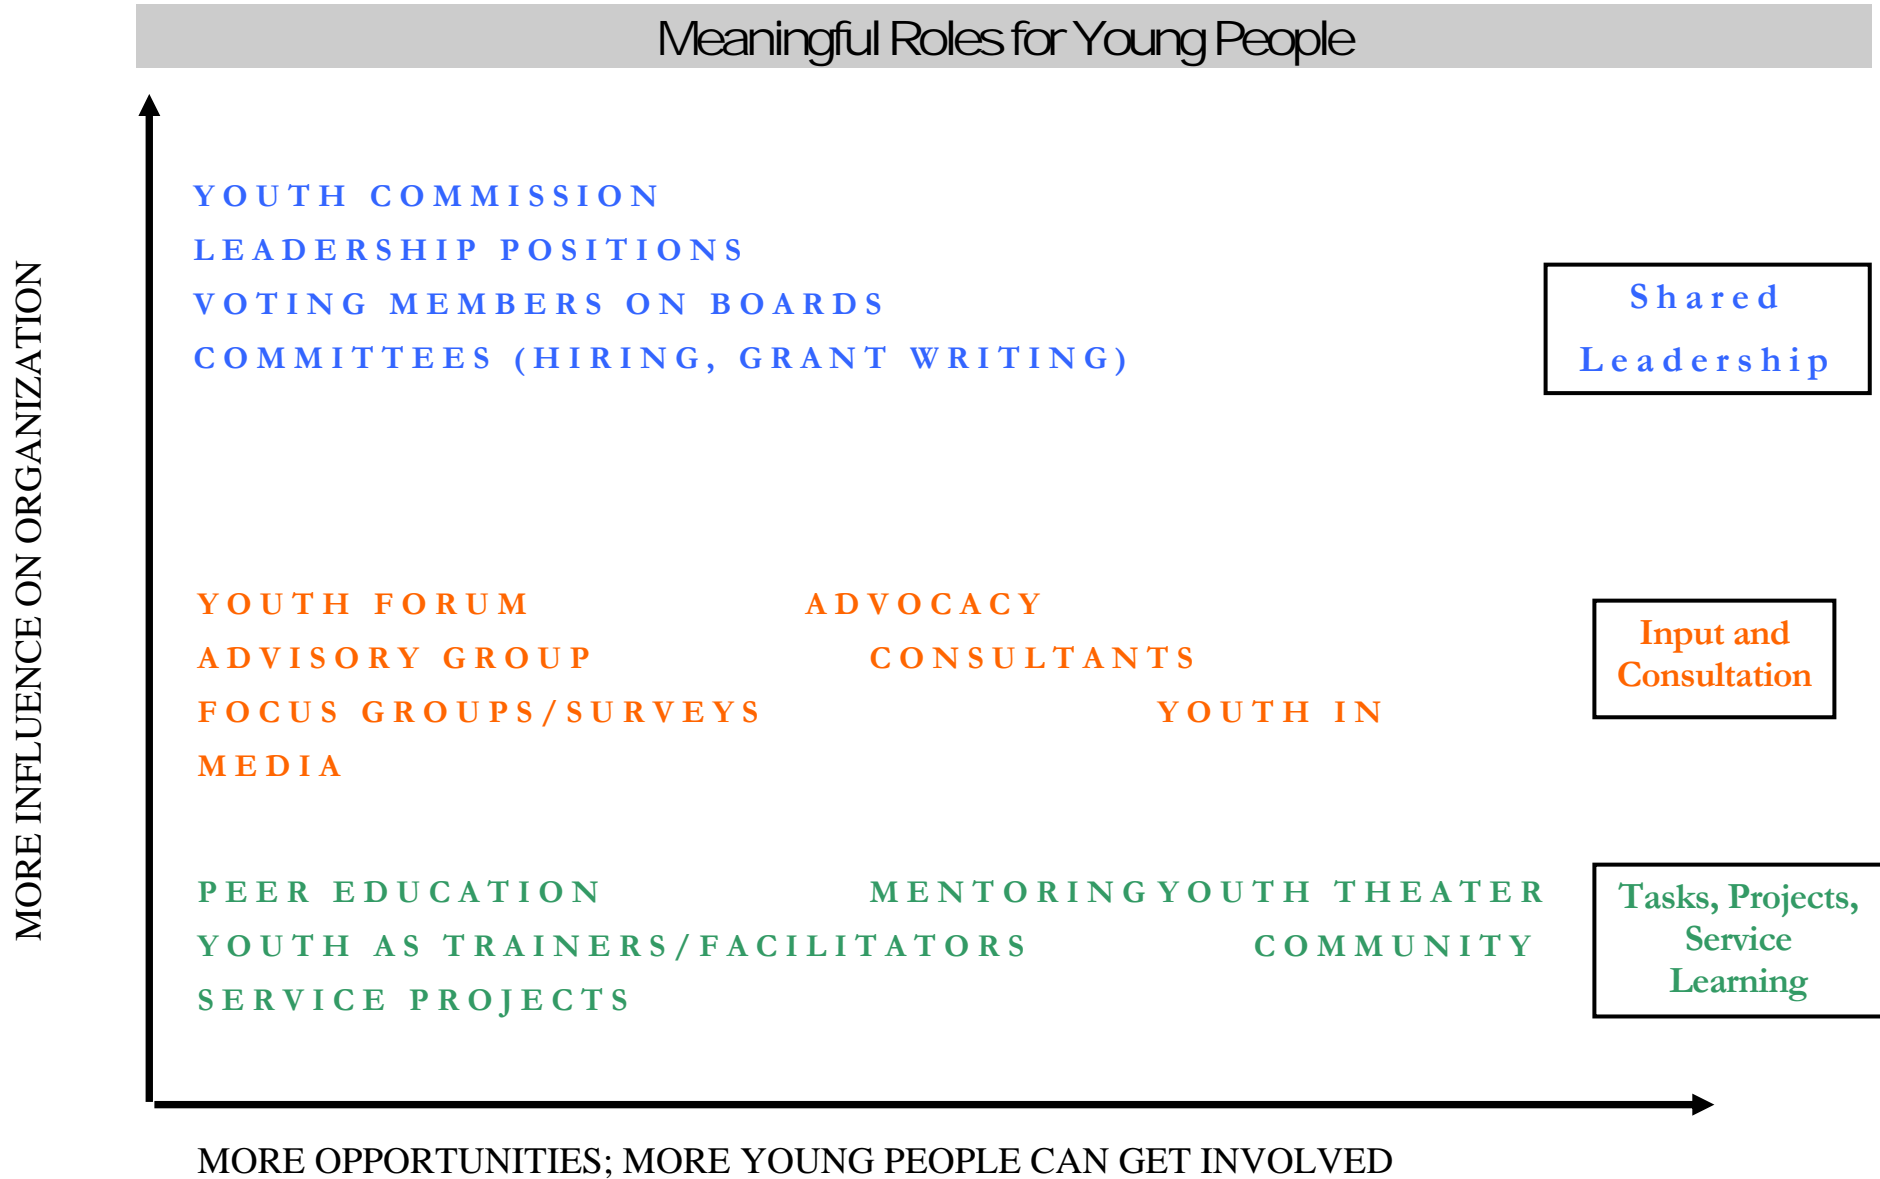 Meaningful Roles for Young People
MORE INFLUENCE ON ORGANIZATION
YOUTH COMMISSION
LEADERSHIP POSITIONS
VOTING MEMBERS ON BOARDS
COMMITTEES (HIRING, GRANT WRITING)
Shared
Leadership
YOUTH FORUM ADVOCACY
ADVISORY GROUP CONSULTANTS
FOCUS GROUPS/SURVEYS YOUTH IN
MEDIA
Input and
Consultation
PEER EDUCATION MENTORING YOUTH THEATER
YOUTH AS TRAINERS/FACILITATORS COMMUNITY
SERVICE PROJECTS
Tasks, Projects,
Service
Learning
MORE OPPORTUNITIES; MORE YOUNG PEOPLE CAN GET INVOLVED